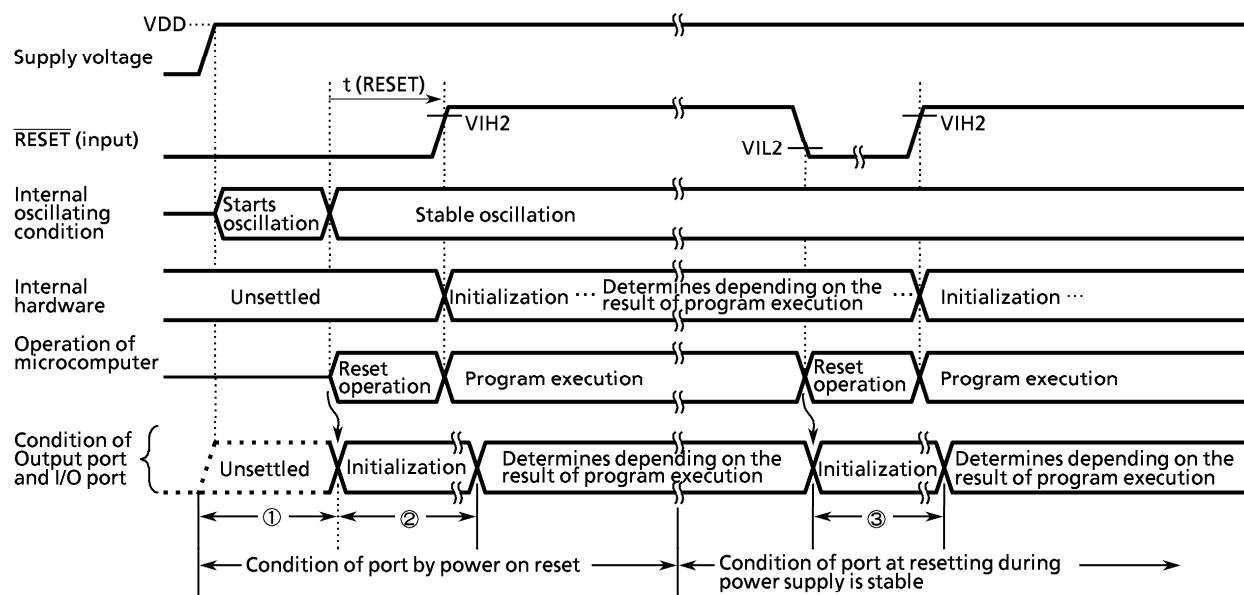 VDD
Supply voltage
t (RESET)
VIH2
RESET (input)
VIL2
VIH2
Internal
oscillating
condition
Starts
oscillation
Stable oscillation
Internal
hardware
Unsettled
Initialization ···
Determines depending on the
result of program execution
···
Initialization ···
Operation of
microcomputer
Reset
operation
Program execution
Reset
operation
Program execution
Condition of
Output port
and I/O port
Unsettled
Initialization
Determines depending on the
result of program execution
Initialization
Determines depending on the
result of program execution
①
②
③
Condition of port by power on reset
Condition of port at resetting during
power supply is stable